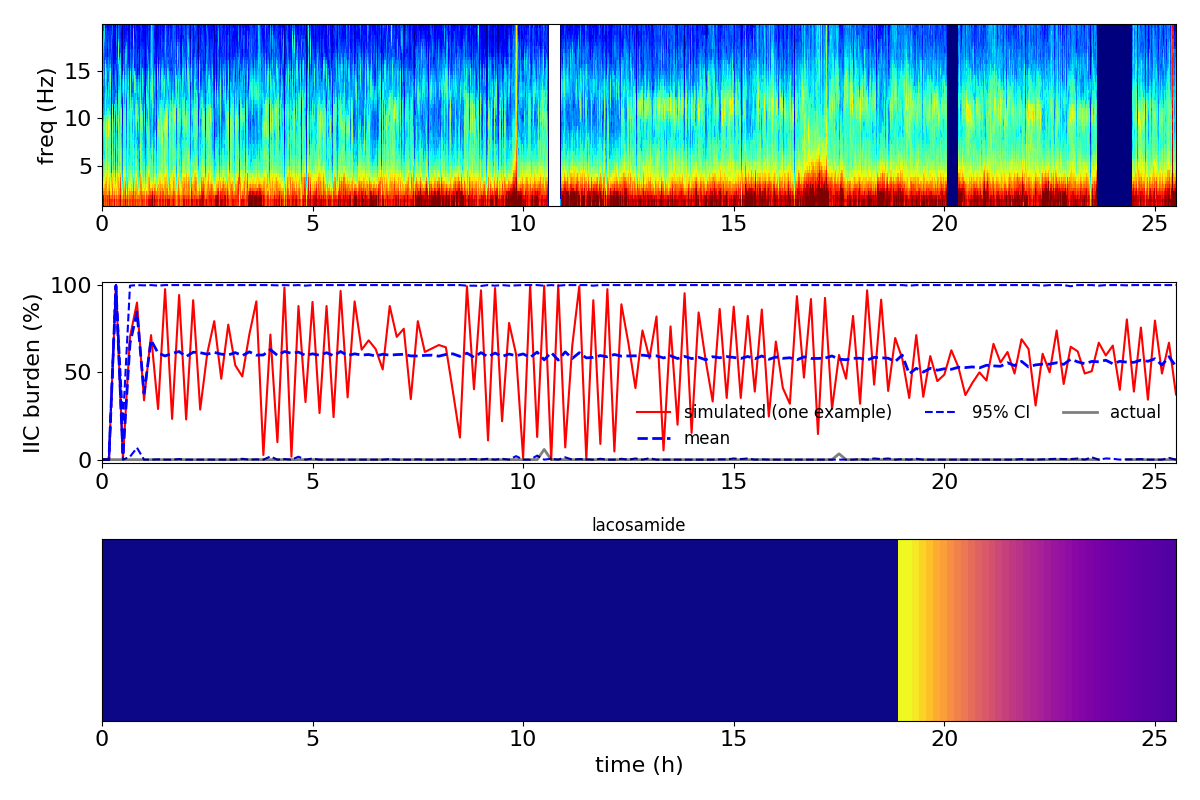 freq (Hz)
15
10
5
0 5 10 15 20 25
IIC burden (%)
100
50
0
simulated (one example) 95% CI actual
mean
0 5 10 15 20 25
lacosamide
0 5 10 15 20 25
time (h)